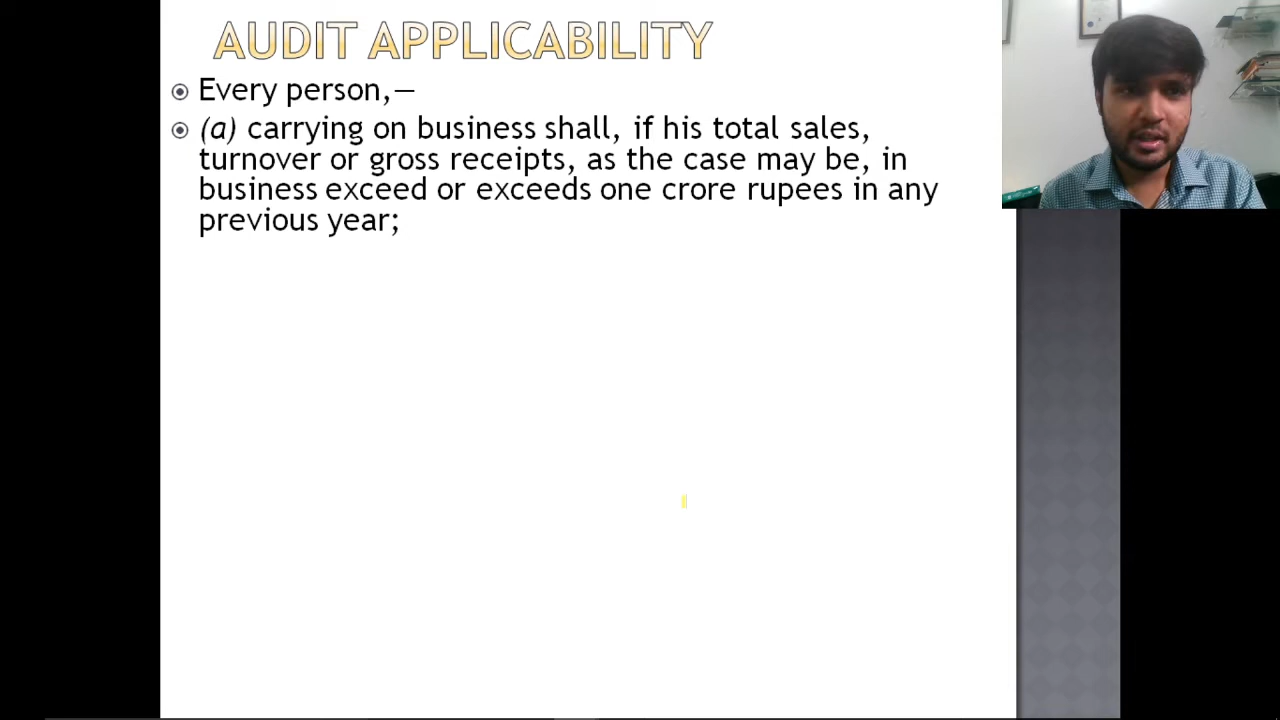 AUDIT APPLICABILITY
Every person,—
(a) carrying on business shall, if his total sales,
turnover or gross receipts, as the case may be, in
business exceed or exceeds one crore rupees in any
previous year;